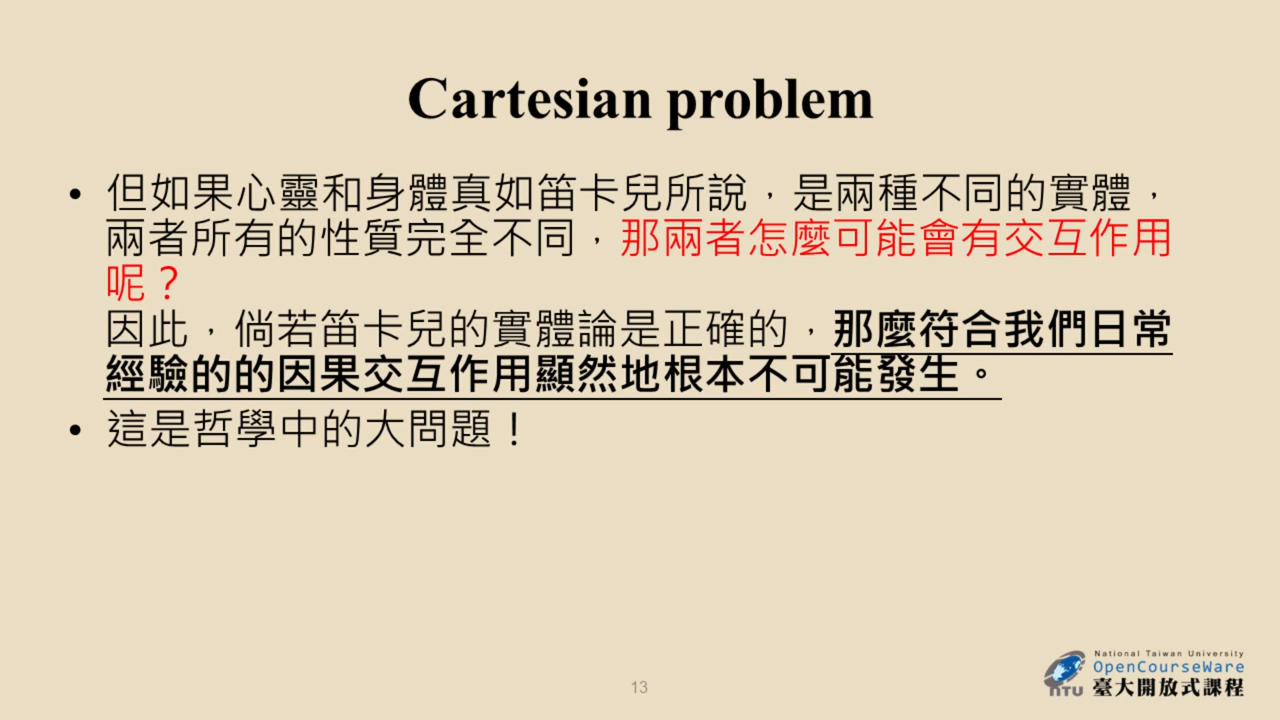 Cartesian problem
• 但如果心靈和身體真如笛卡兒所說，是兩種不同的實體，
兩者所有的性質完全不同，那兩者怎麼可能會有交互作用
呢？
因此，倘若笛卡兒的實體論是正確的，那麼符合我們日常
經驗的的因果交互作用顯然地根本不可能發生。
• 這是哲學中的大問題！
13
National Taiwan University
OpenCourseWare
NTU 臺大開放式課程